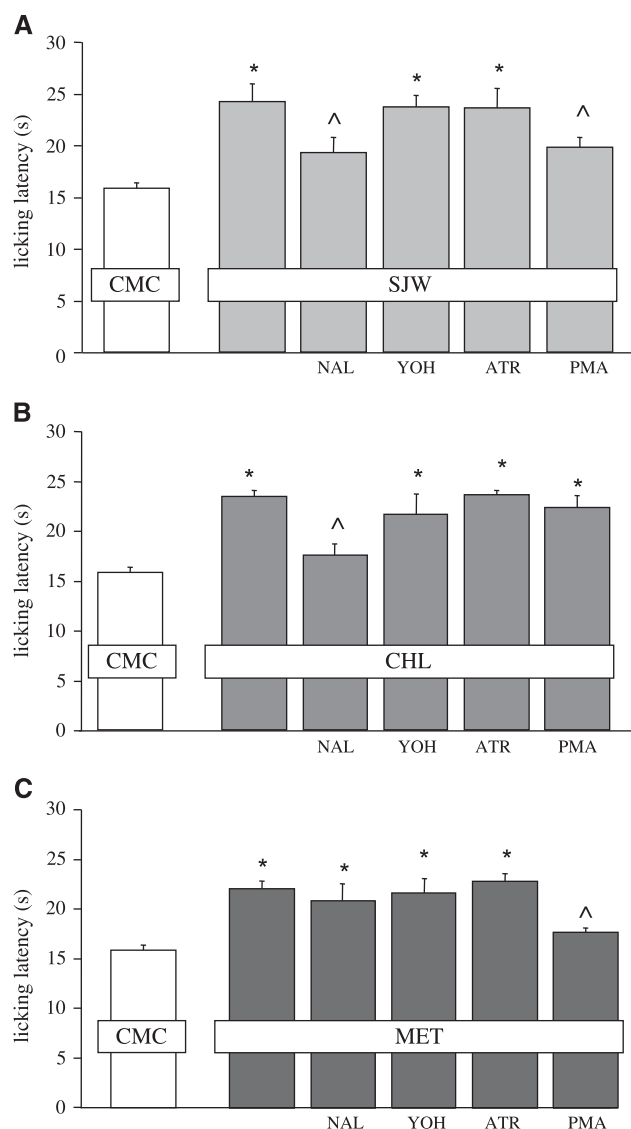 A
30
25
20
15
10
5
0
licking latency (s)
*
^
*
*
^
CMC
SJW
NAL YOH ATR PMA
B
30
25
20
15
10
5
0
licking latency (s)
*
^
*
*
*
CMC
CHL
NAL YOH ATR PMA
C
30
25
20
15
10
5
0
licking latency (s)
*
*
*
*
^
CMC
MET
NAL YOH ATR PMA